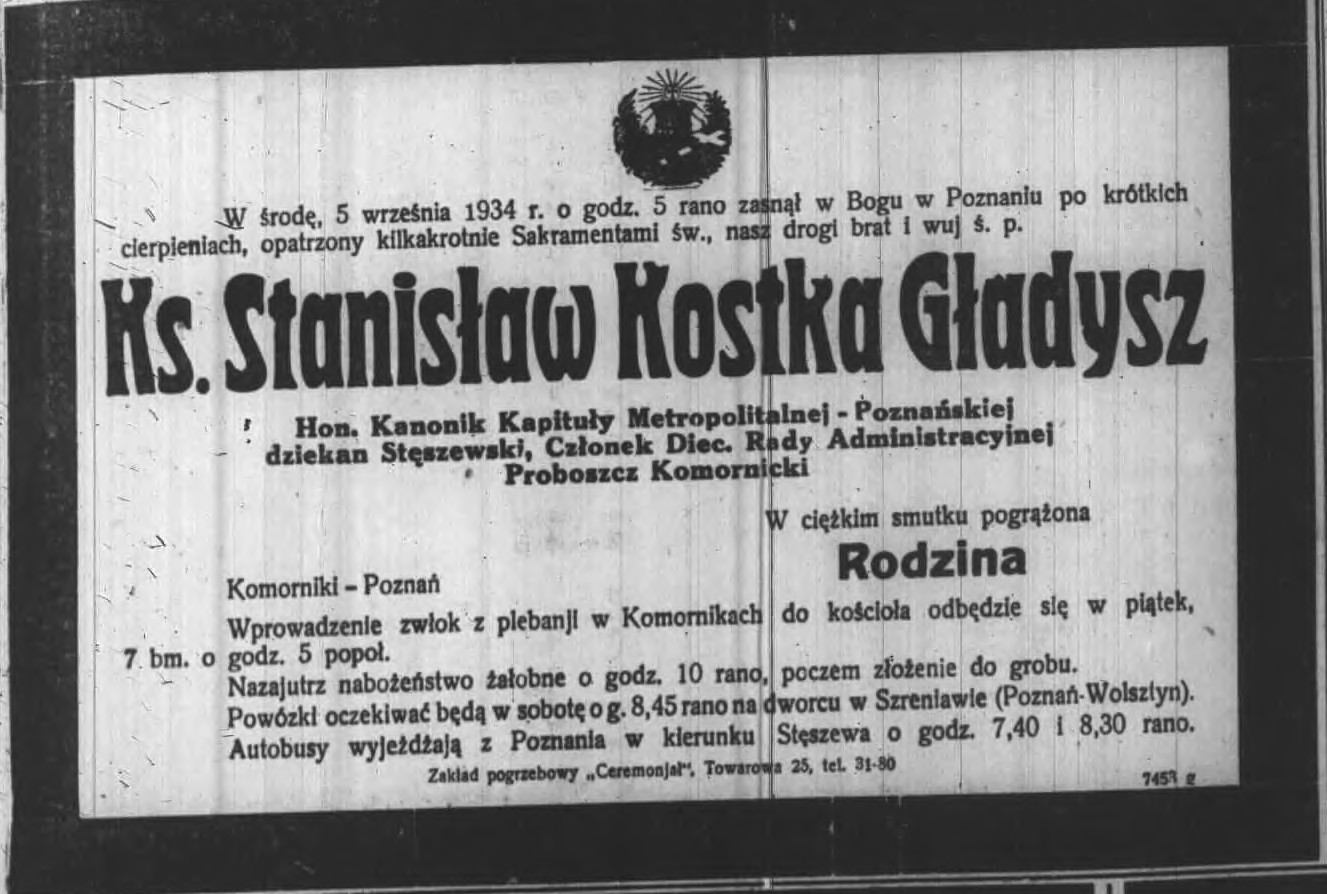 W środę, 5 września 1934 r. o godz. 5 rano zasnął w Bogu w Poznaniu po krótkich
cierpieniach, opatrzony kilkakrotnie Sakramentami św., nasz drogi brat i wuj ś. p.
Ks. Stanisław Kostka Gładysz
Hon. Kanonik Kapituły Metropolitalnej - Poznańskiej
dziekan Stęszewski, Członek Diec. Rady Administracyjnej
Proboszcz Komornicki
W ciężkim smutku pogrążona
Rodzina
Komorniki – Poznań
Wprowadzenie zwłok z plebanji w Komornikach do kościoła odbędzie się w piątek,
7 bm. o godz. 5 popoł.
Nazajutrz nabożeństwo żałobne o godz. 10 rano, poczem złożenie do grobu.
Powózki oczekiwać będą w sobotę o g. 8,45 rano na dworcu w Szreniawie (Poznań-Wolsztyn).
Autobusy wyjeżdżają z Poznania w kierunku Stęszewa o godz. 7,40 i 8,30 rano.
Zakład pogrzebowy „Ceremonjał“, Towarowa 25, tel. 31-80